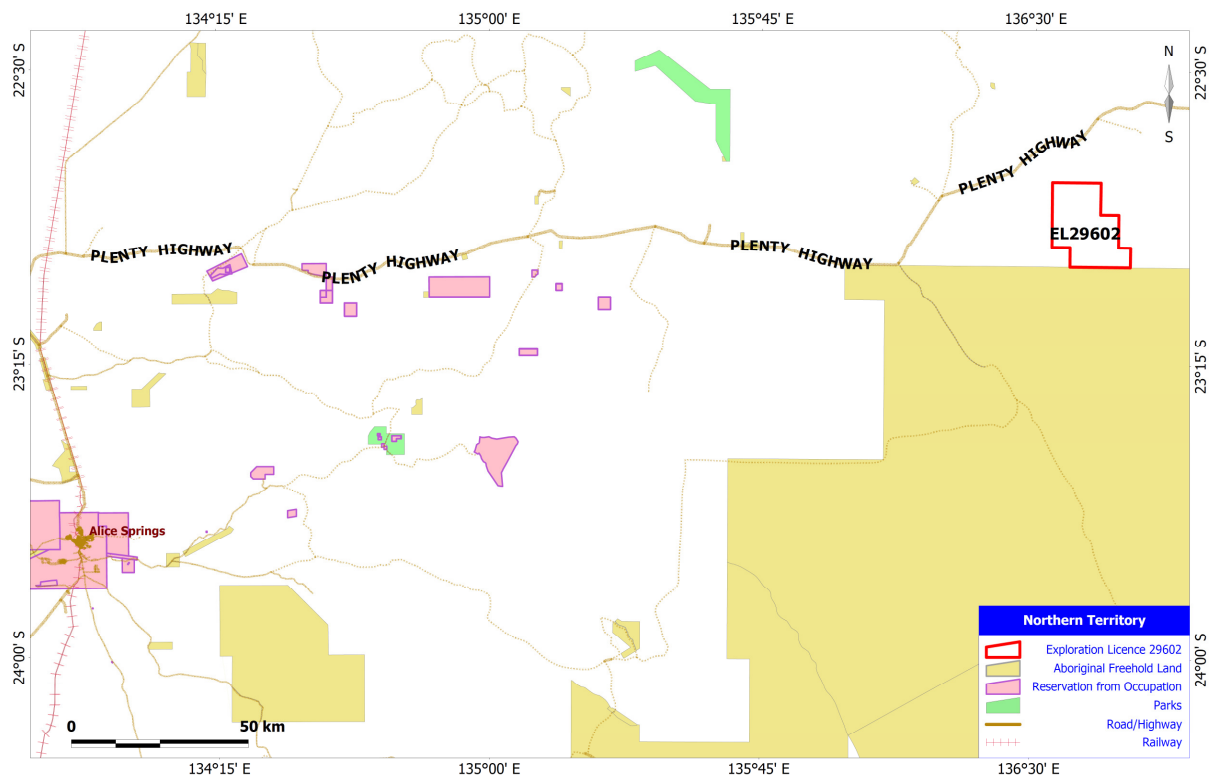 134°15' E
135°00' E
135°45' E
136°30' E
22°30' S
22°30' S
N
S
PLENTY HIGHWAY
PLENTY HIGHWAY
EL29602
PLENTY HIGHWAY
PLENTY HIGHWAY
PLENTY HIGHWAY
23°15' S
23°15' S
Alice Springs
Northern Territory
Exploration Licence 29602
Aboriginal Freehold Land
Reservation from Occupation
Parks
Road/Highway
Railway
24°00' S
24°00' S
0
50 km
134°15' E
135°00' E
135°45' E
136°30' E